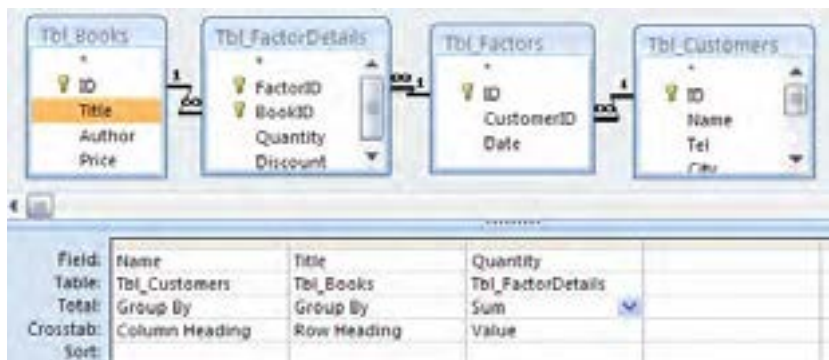 Tbl_Books
*
ID
Title
Author
Price
1
∞
Tbl_FactorDetails
*
FactorID
BookID
Quantity
Discount
∞
1
Tbl_Factors
*
ID
CustomerID
Date
∞
1
Tbl_Customers
*
ID
Name
Tel
City
Field: Name Title Quantity
Table: Tbl_Customers Tbl_Books Tbl_FactorDetails
Total: Group By Group By Sum
Crosstab: Column Heading Row Heading Value
Sort: